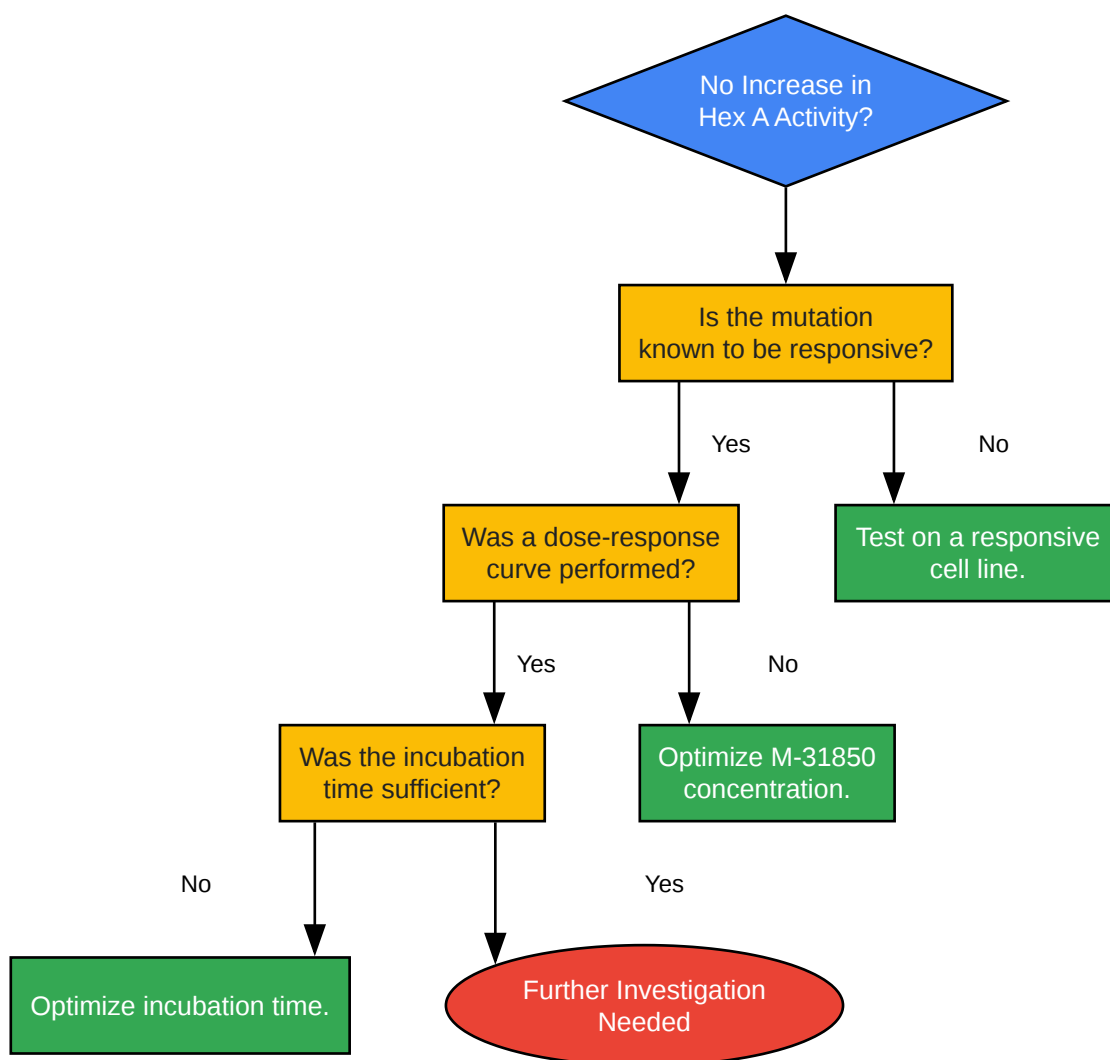 No Increase in
Hex A Activity?
Is the mutation
known to be responsive?
Yes
No
Was a dose-response
curve performed?
Test on a responsive
cell line.
Yes
No
Was the incubation
time sufficient?
Optimize M-31850
concentration.
No
Yes
Optimize incubation time.
Further Investigation
Needed